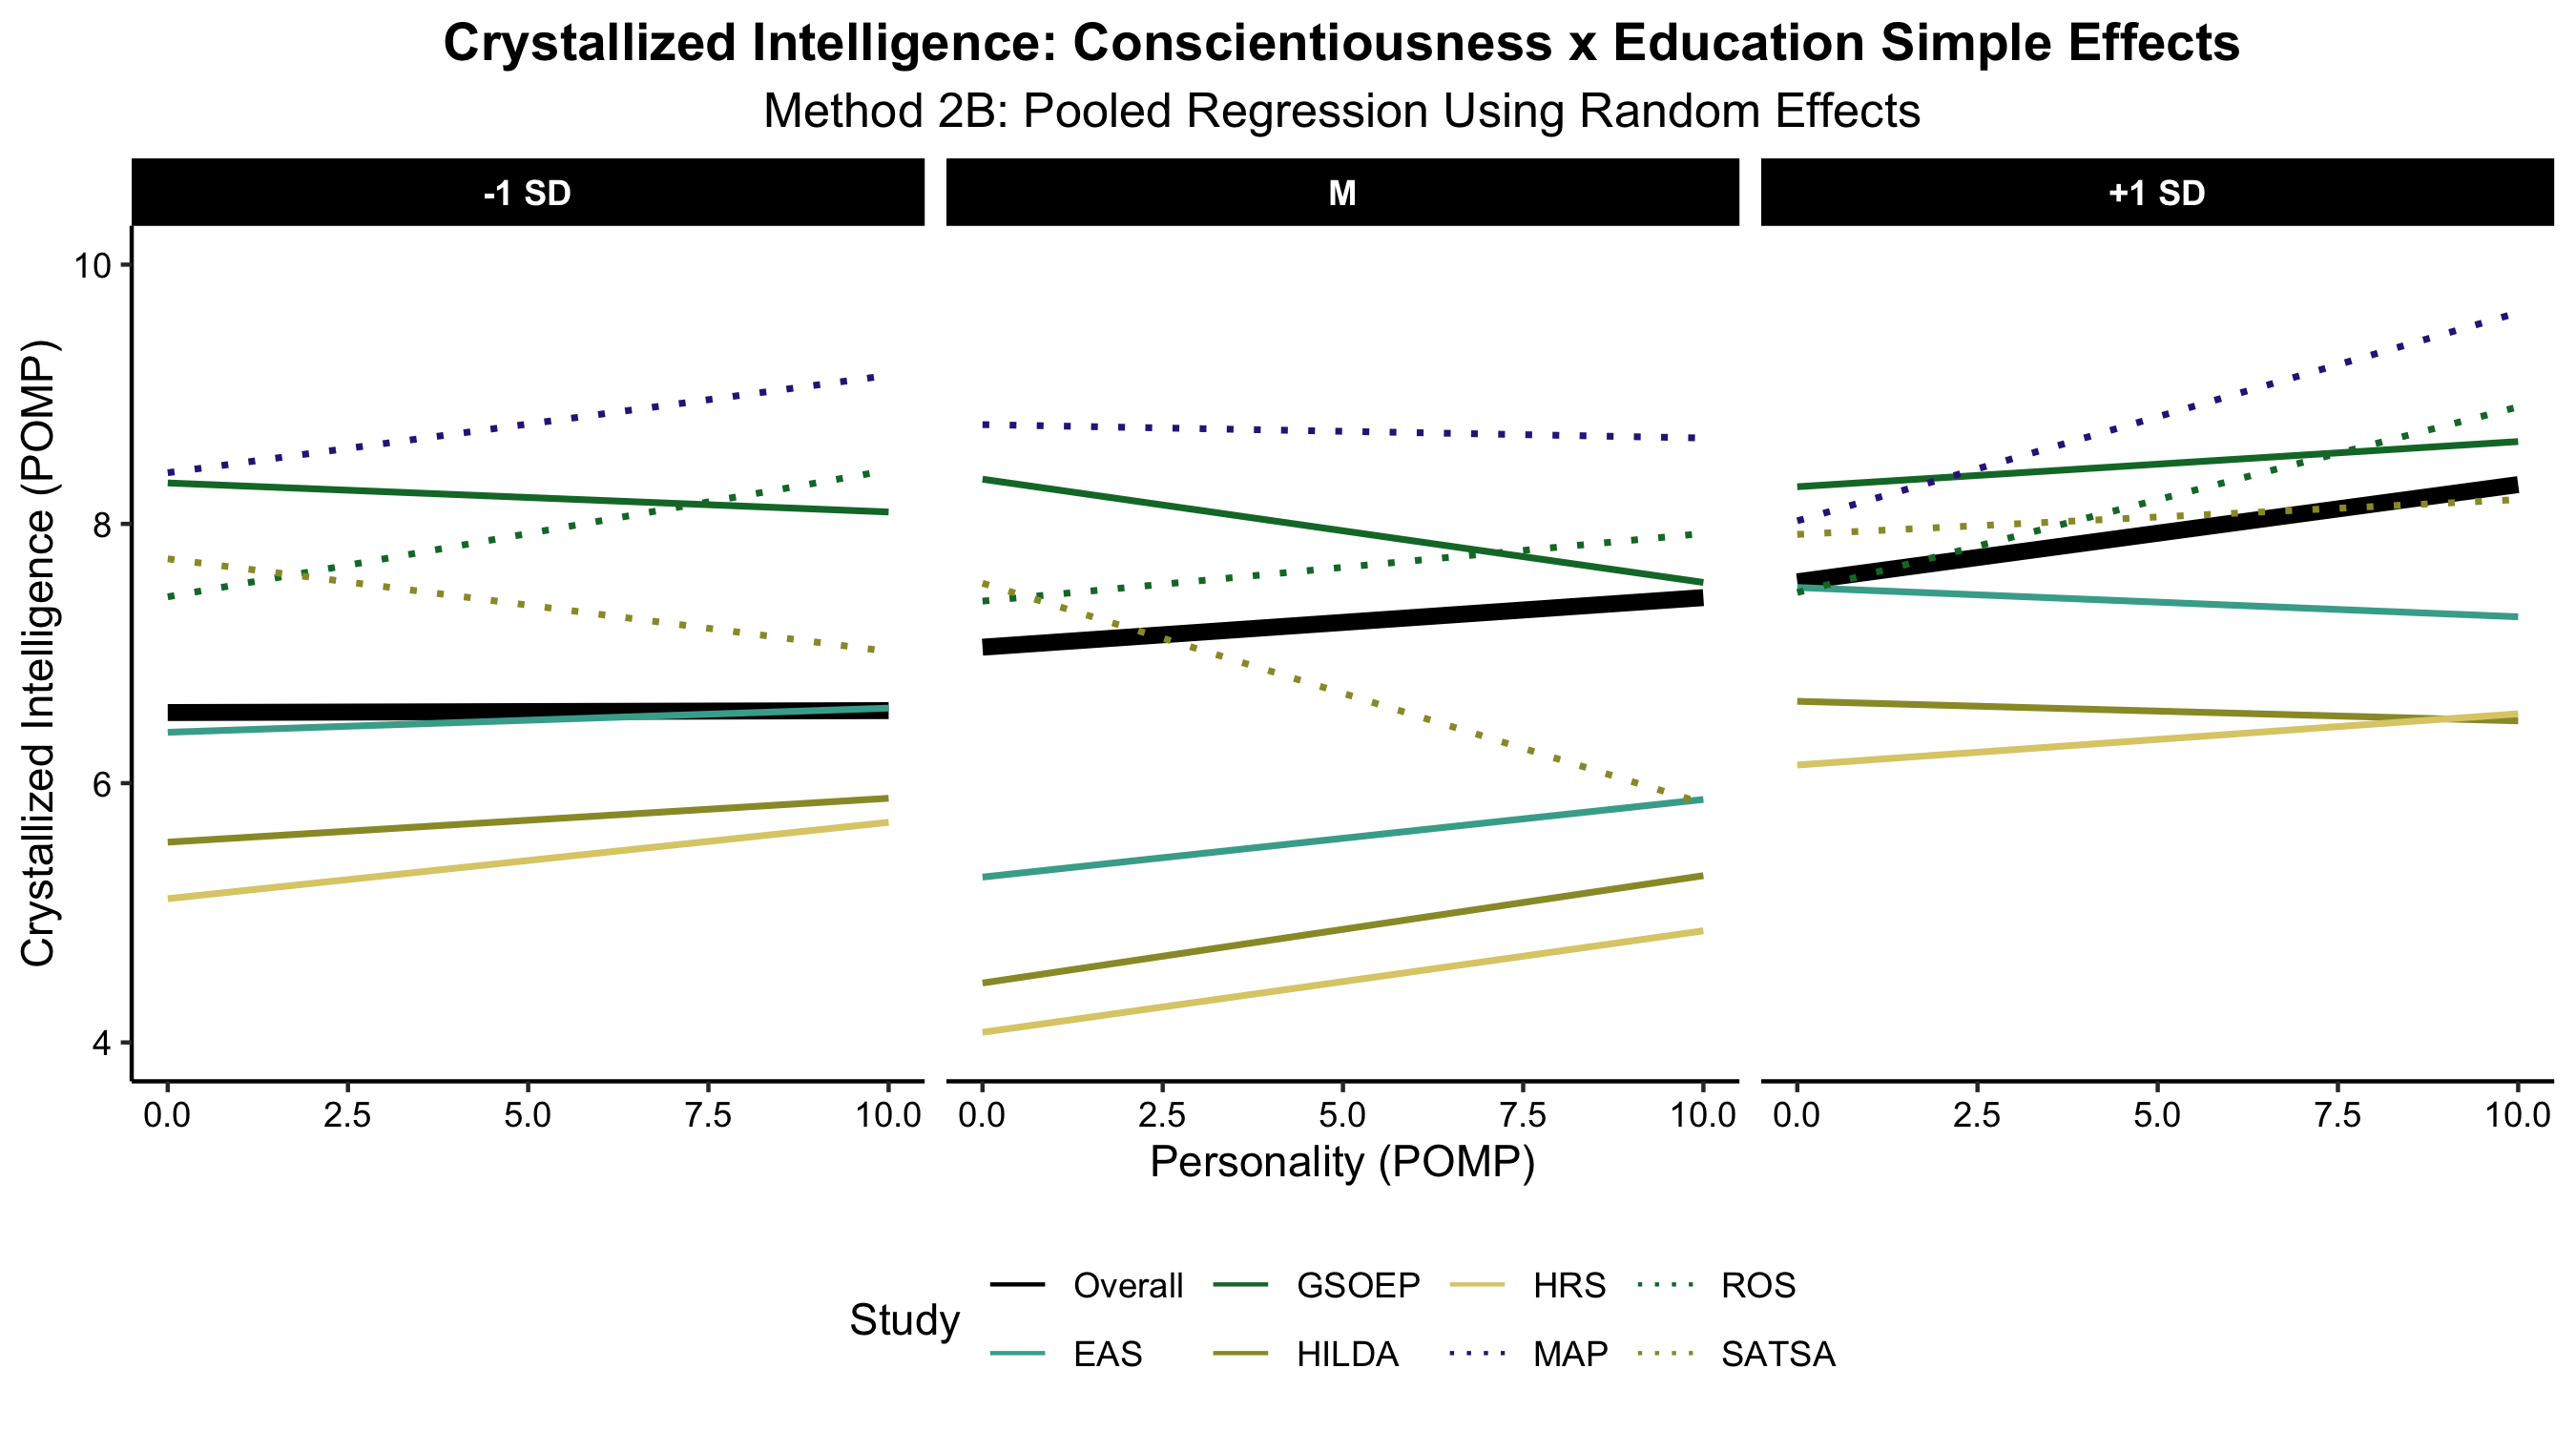 Crystallized Intelligence: Conscientiousness x Education Simple Effects
Method 2B: Pooled Regression Using Random Effects
-1 SD M +1 SD
Crystallized Intelligence (POMP)
10
8
6
4
0.0 2.5 5.0 7.5 10.0 0.0 2.5 5.0 7.5 10.0 0.0 2.5 5.0 7.5 10.0
Personality (POMP)
Study
Overall GSOEP HRS ROS
EAS HILDA MAP SATSA